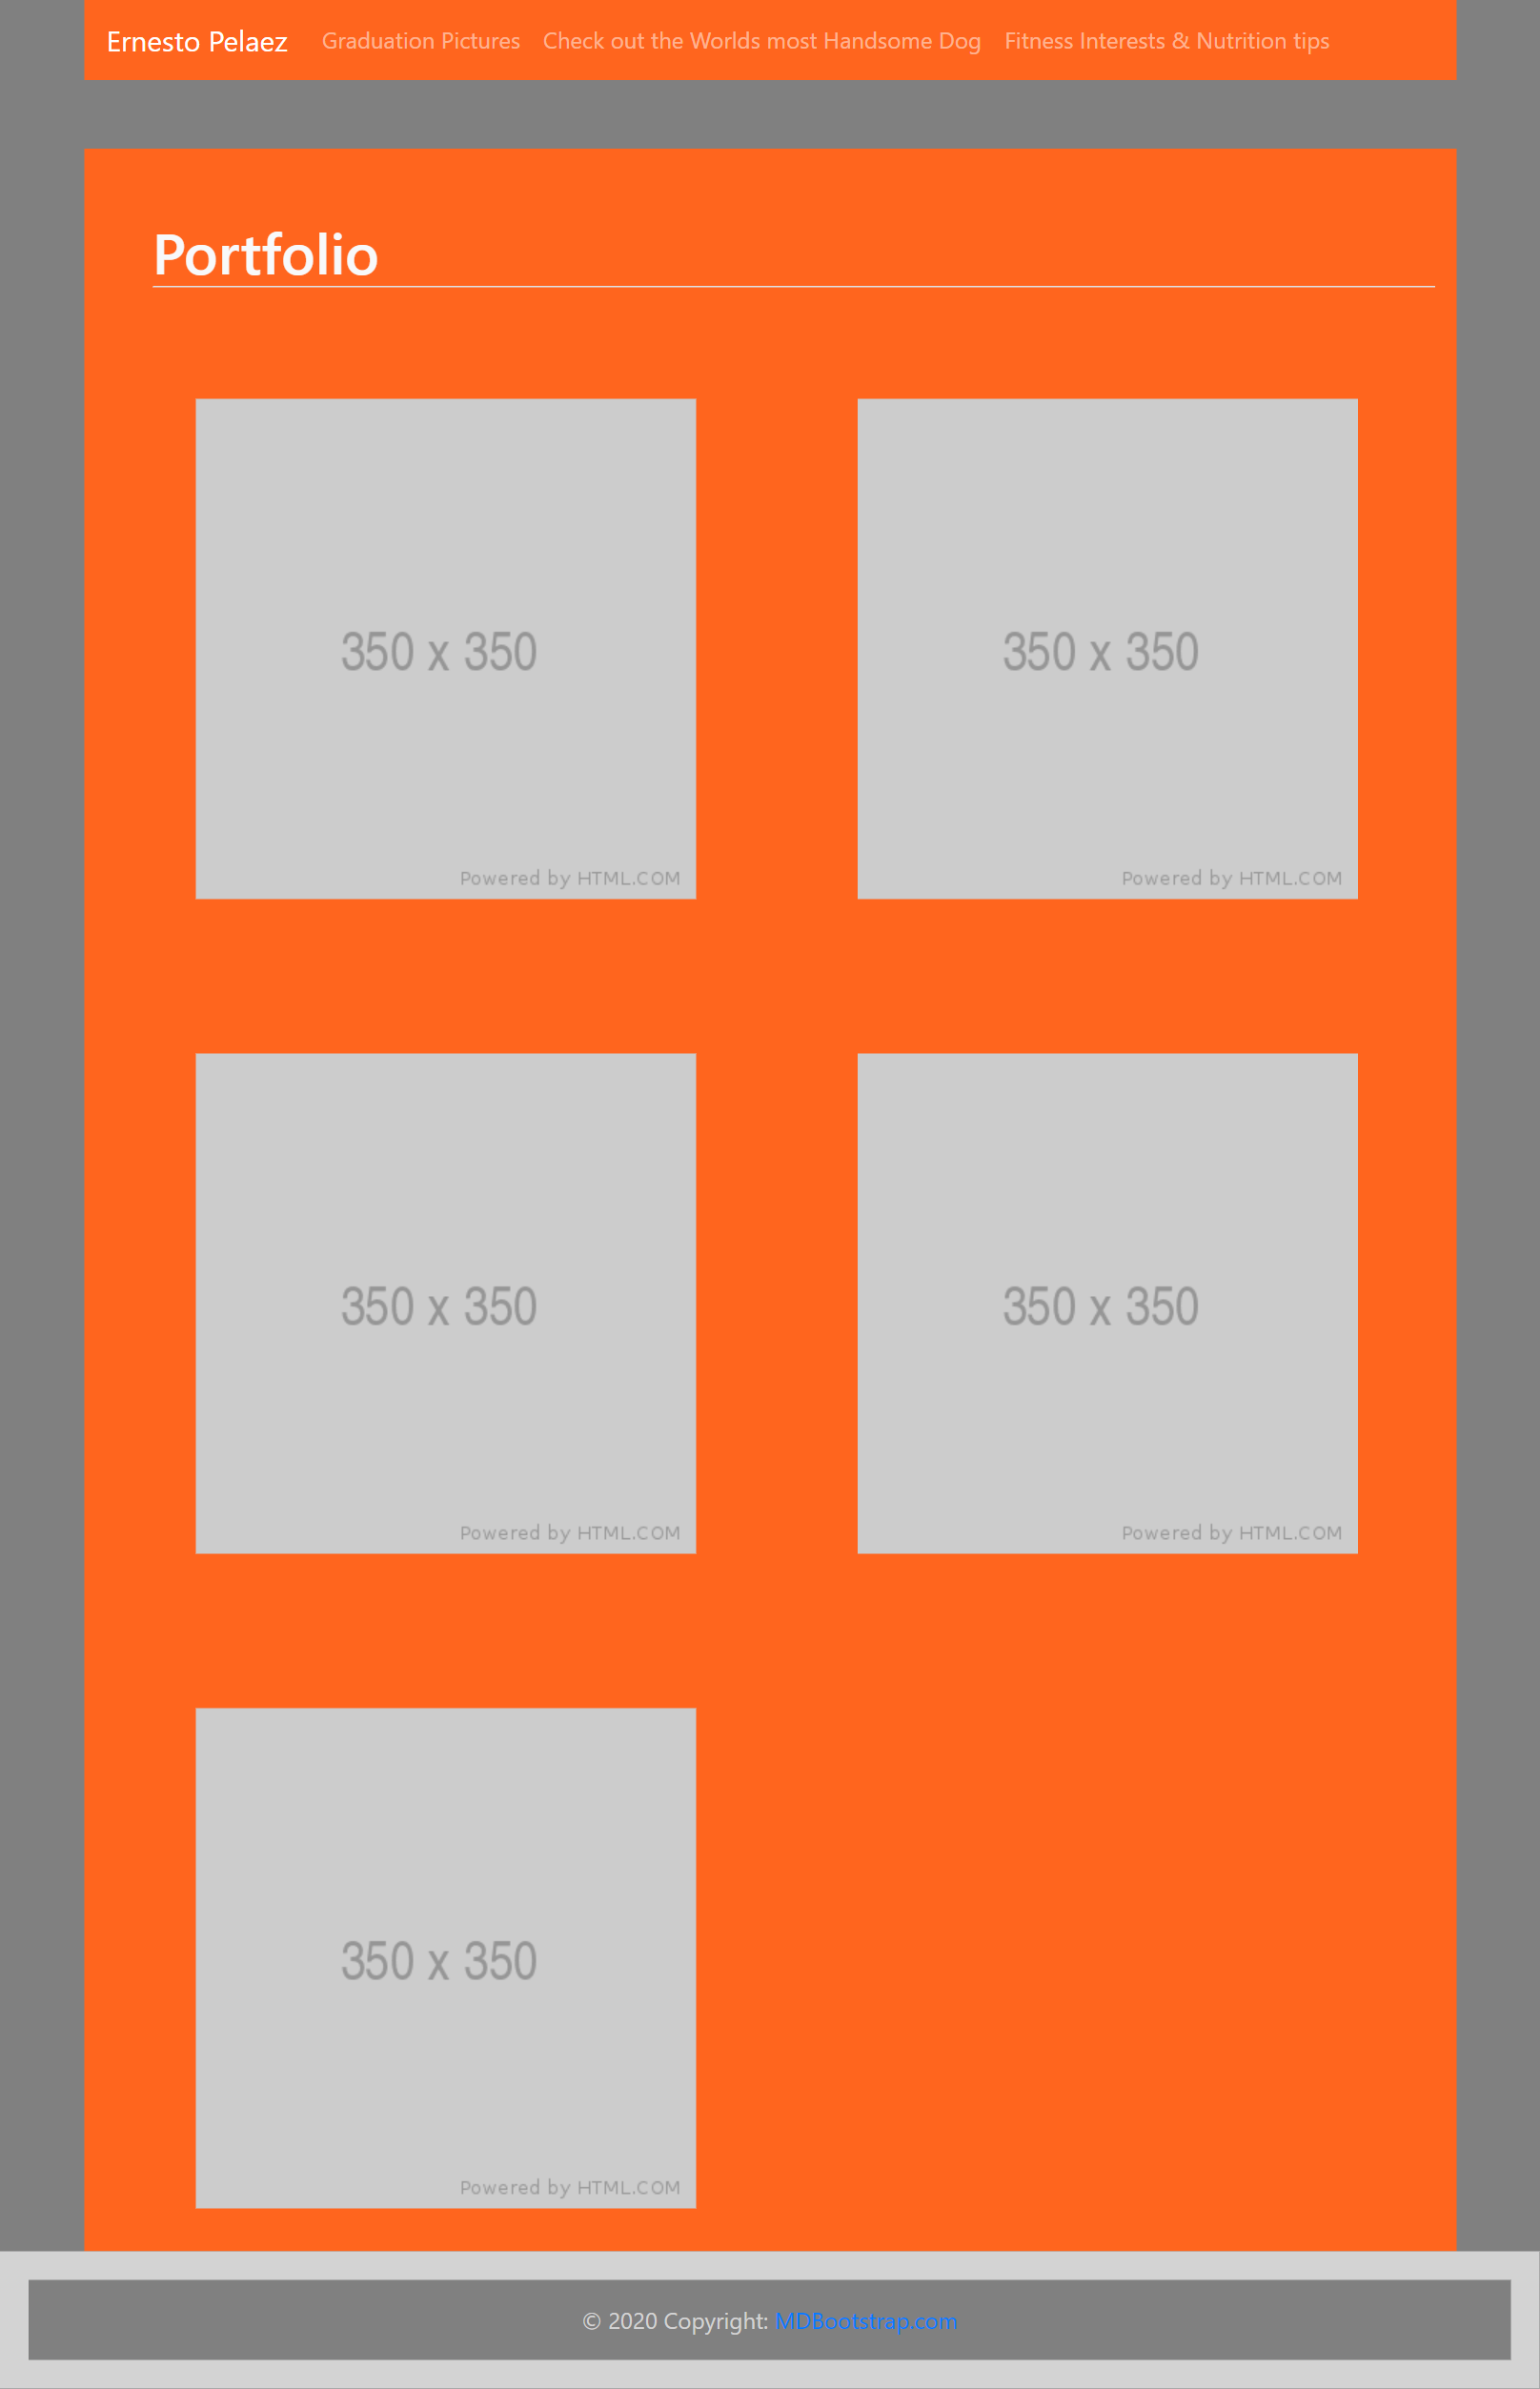 Ernesto Pelaez Graduation Pictures Check out the Worlds most Handsome Dog Fitness Interests & Nutrition tips
Portfolio
350 x 350 350 x 350
Powered by HTML.COM Powered by HTML.COM
350 x 350 350 x 350
Powered by HTML.COM Powered by HTML.COM
350 x 350
Powered by HTML.COM
© 2020 Copyright: MDBootstrap.com